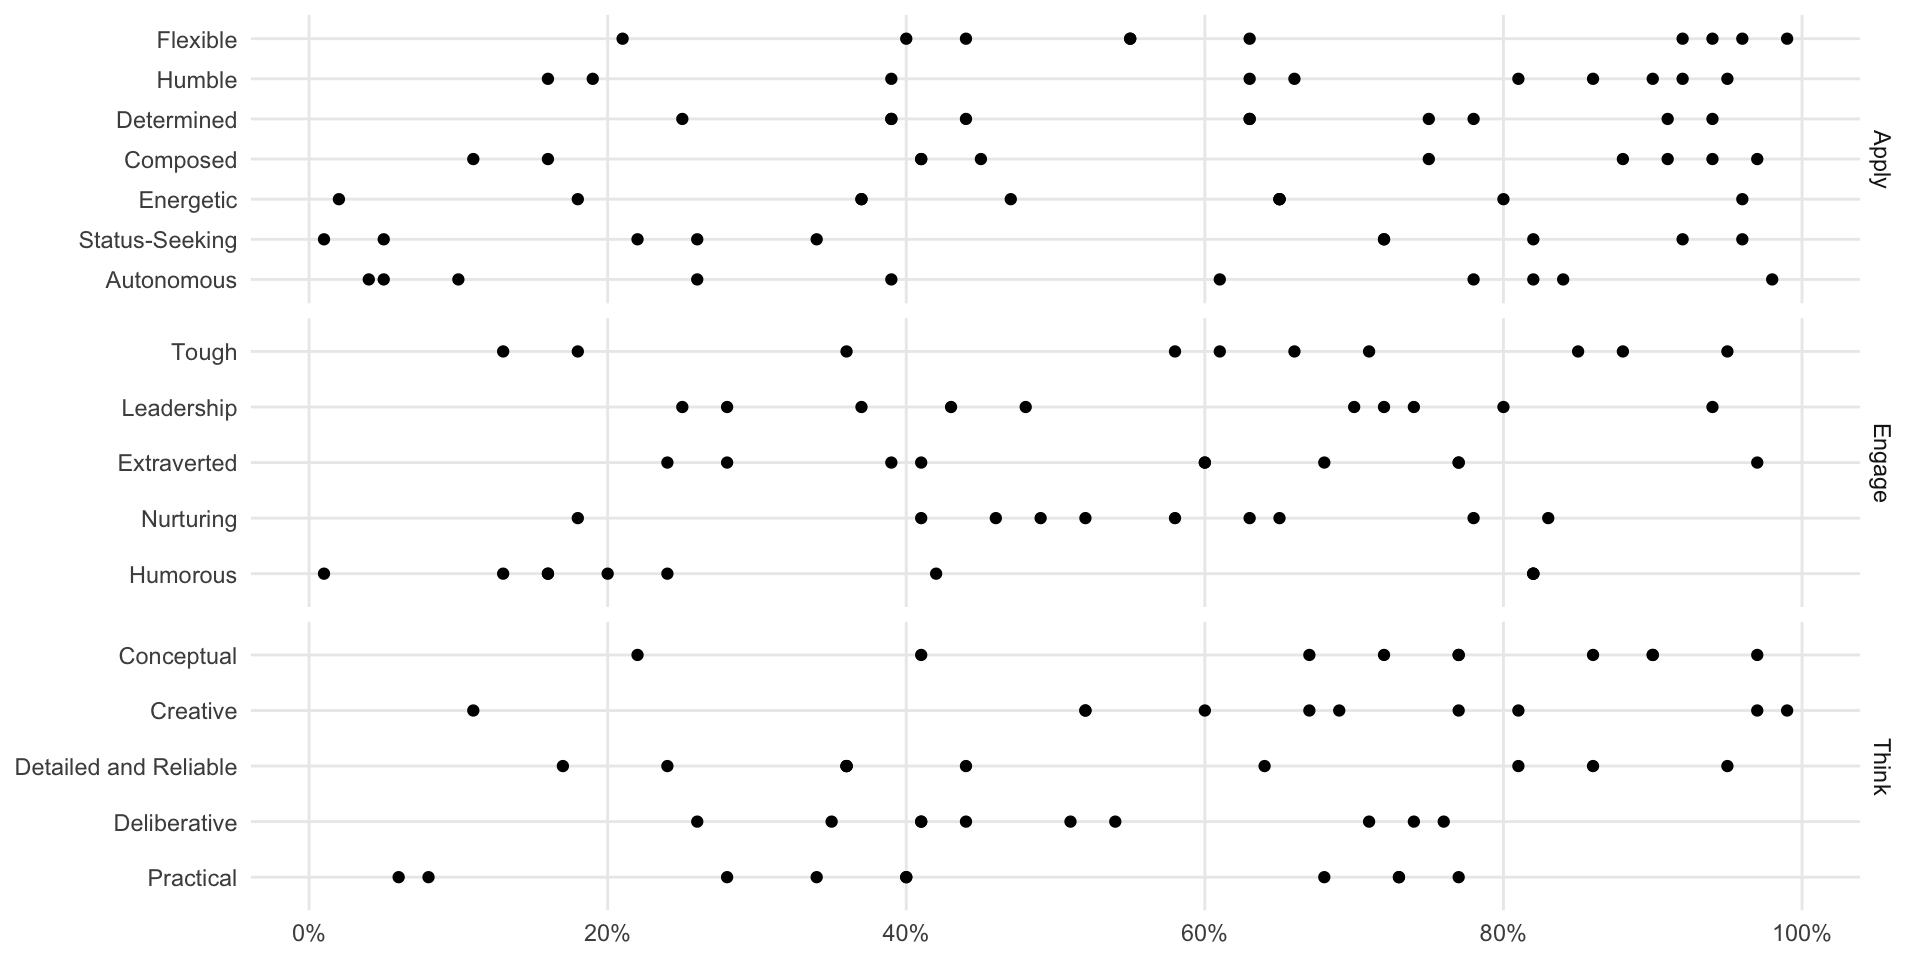 Flexible
Humble
Determined
Composed
Energetic
Status-Seeking
Autonomous
Apply
Tough
Leadership
Extraverted
Nurturing
Humorous
Engage
Conceptual
Creative
Detailed and Reliable
Deliberative
Practical
Think
0% 20% 40% 60% 80% 100%